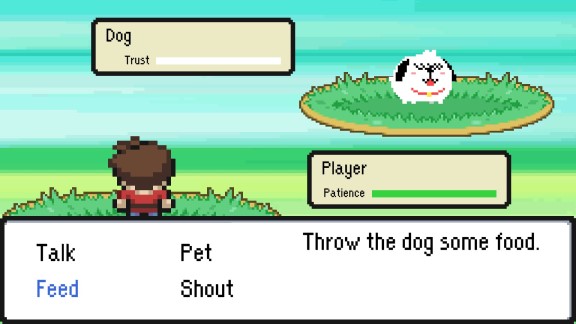 Dog
Trust
Player
Patience
Talk Pet
Feed Shout
Throw the dog some food.